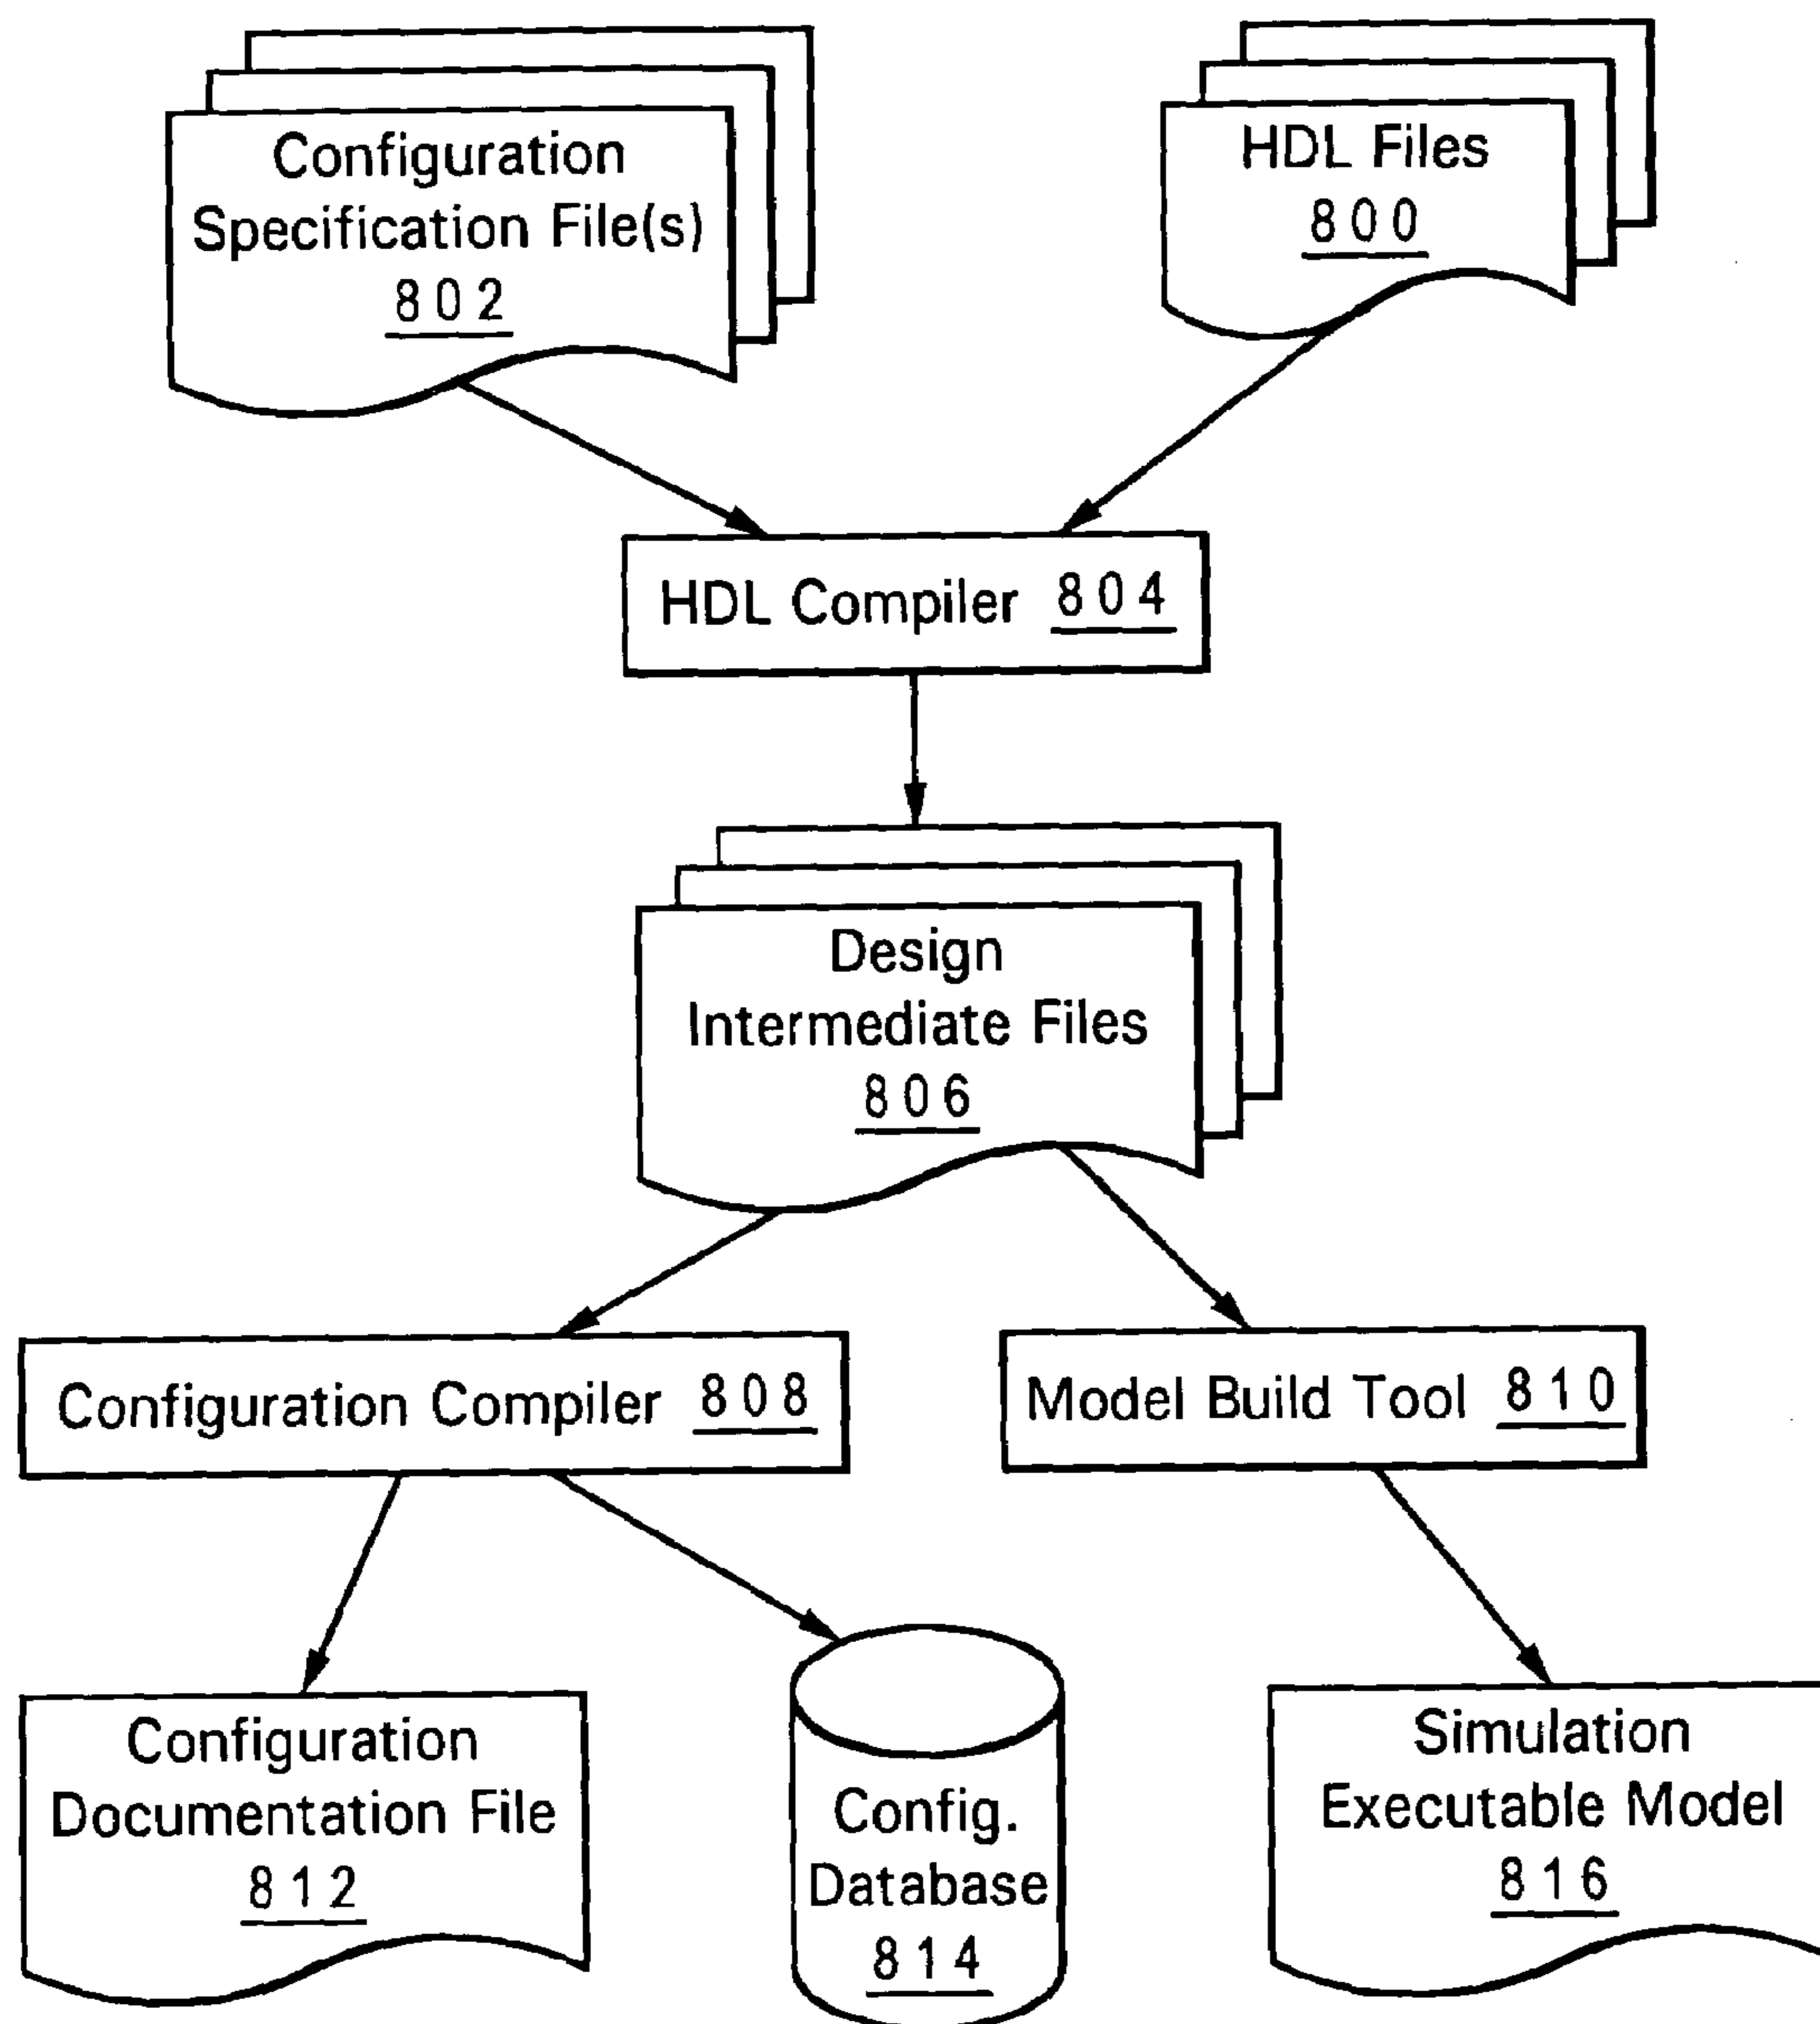 Configuration
Specification File(s)
802
HDL Files
800
HDL Compiler 804
Design
Intermediate Files
806
Configuration Compiler 808
Model Build Tool 810
Configuration
Documentation File
812
Config.
Database
814
Simulation
Executable Model
816